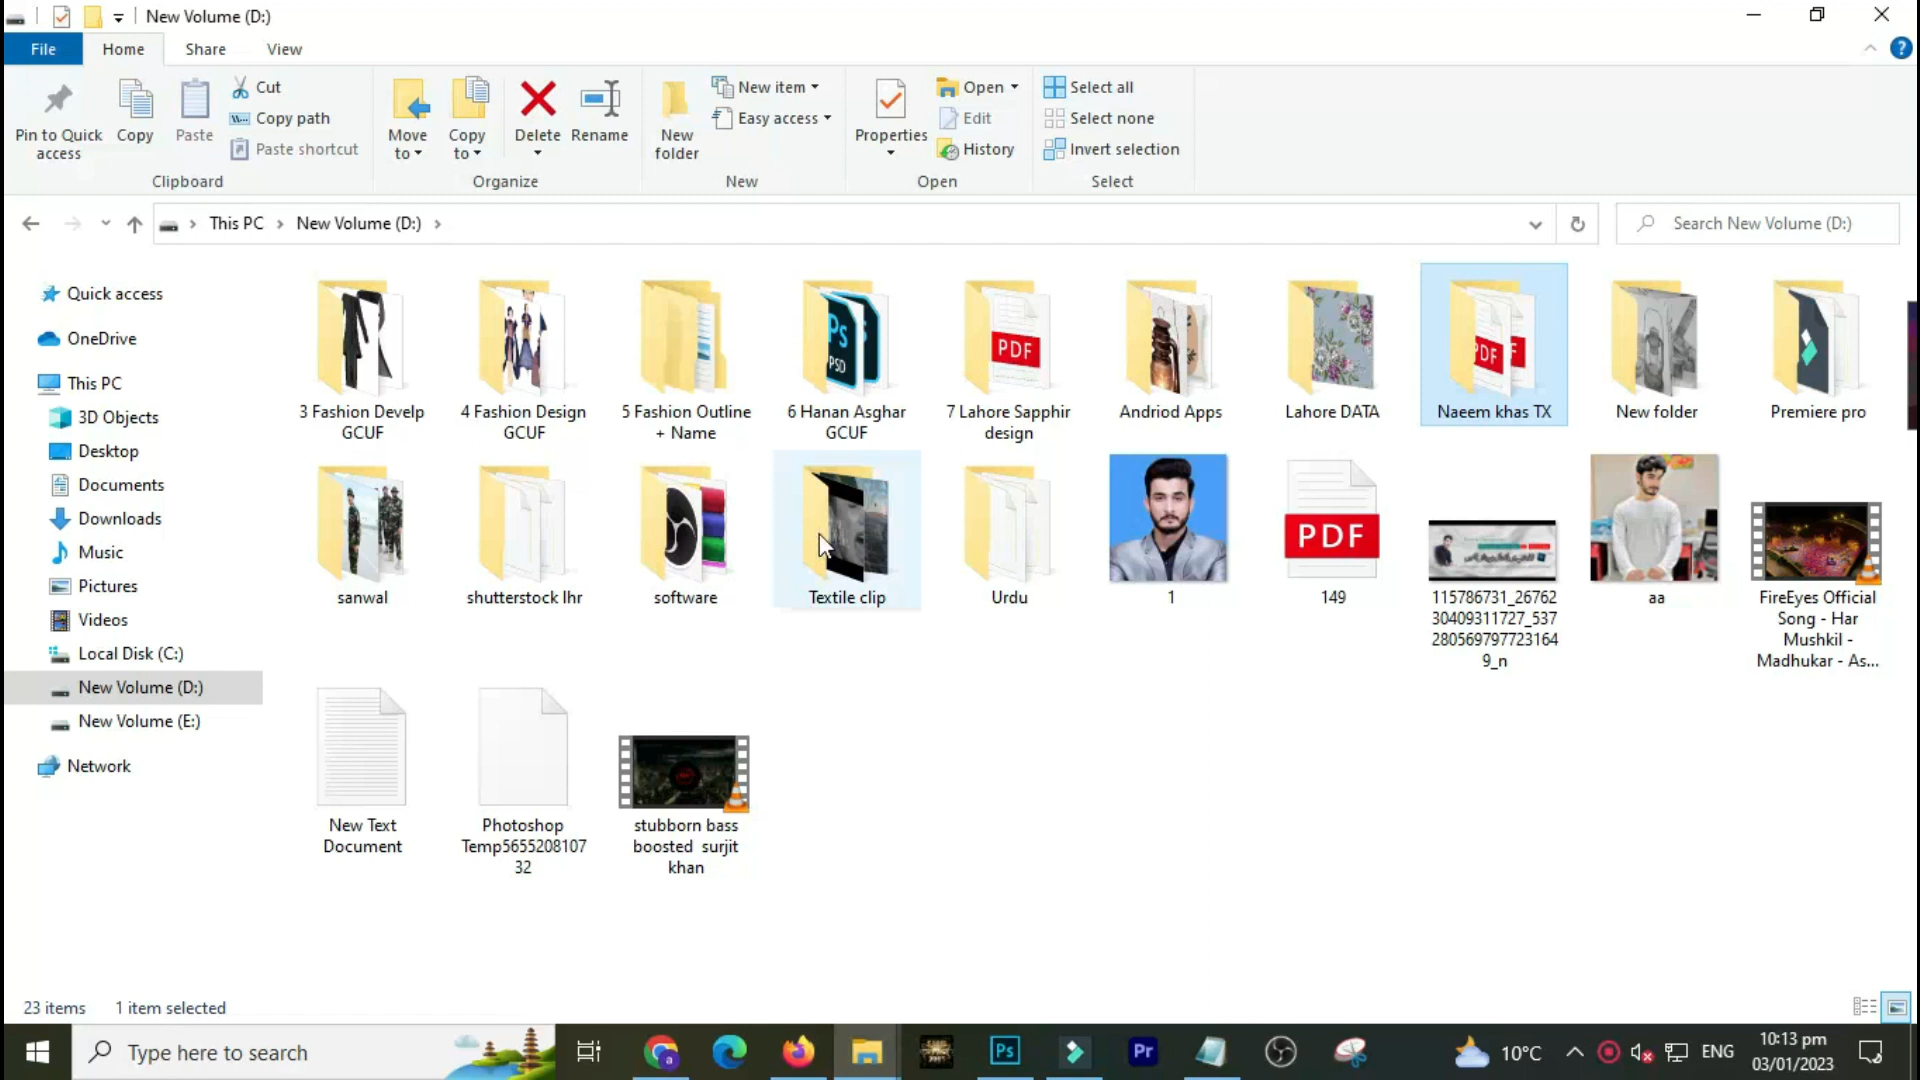 New Volume (D:)
File
Home
Share
View
Pin to Quick
access
Copy
Paste
Cut
Copy path
Paste shortcut
Clipboard
Move
to
Copy
to
Delete
Rename
Organize
New
folder
New item
Easy access
New
Properties
Open
Edit
History
Open
Select all
Select none
Invert selection
Select
This PC
New Volume (D:)
Search New Volume (D:)
Quick access
OneDrive
This PC
3D Objects
Desktop
Documents
Downloads
Music
Pictures
Videos
Local Disk (C:)
New Volume (D:)
New Volume (E:)
Network
Ps
PSD
PDF
PDF
3 Fashion Develp
GCUF
4 Fashion Design
GCUF
5 Fashion Outline
+ Name
6 Hanan Asghar
GCUF
7 Lahore Sapphir
design
Andriod Apps
Lahore DATA
Naeem khas TX
New folder
Premiere pro
PDF
sanwal
shutterstock lhr
software
Textile clip
Urdu
1
149
115786731_26762
30409311727_537
280569797723164
9_n
aa
FireEyes Official
Song - Har
Mushkil -
Madhukar - As...
New Text
Document
Photoshop
Temp5655208107
32
stubborn bass
boosted surjit
khan
23 items
1 item selected
Type here to search
a
Ps
Pr
10°C
ENG
10:13 pm
03/01/2023